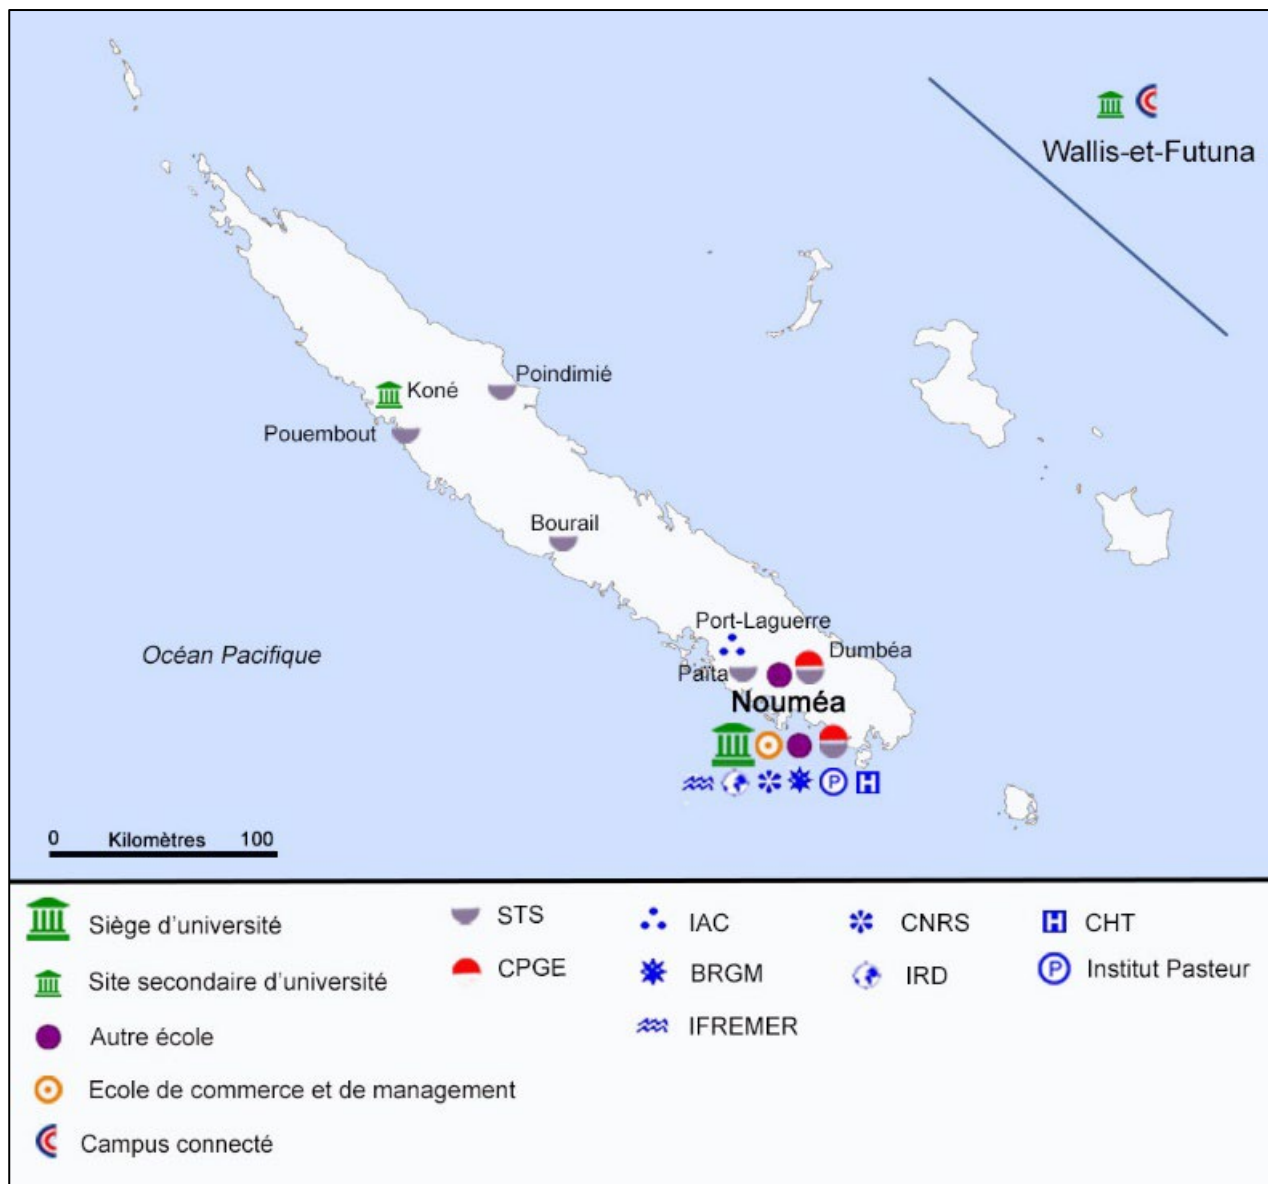 Wallis-et-Futuna
Poindimié
Koné
Pouembout
Bourail
Port-Laguerre
Océan Pacifique
Dumbéa
Païta
Nouméa
P
H
0 Kilomètres 100
Siège d'université
STS
IAC
CNRS
H CHT
Site secondaire d'université
CPGE
BRGM
IRD
P Institut Pasteur
Autre école
IFREMER
Ecole de commerce et de management
Campus connecté